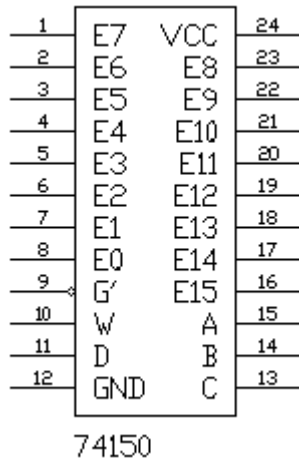 1 E7 VCC 24
2 E6 E8 23
3 E5 E9 22
4 E4 E10 21
5 E3 E11 20
6 E2 E12 19
7 E1 E13 18
8 E0 E14 17
9 G' E15 16
10 W A 15
11 D B 14
12 GND C 13
74150